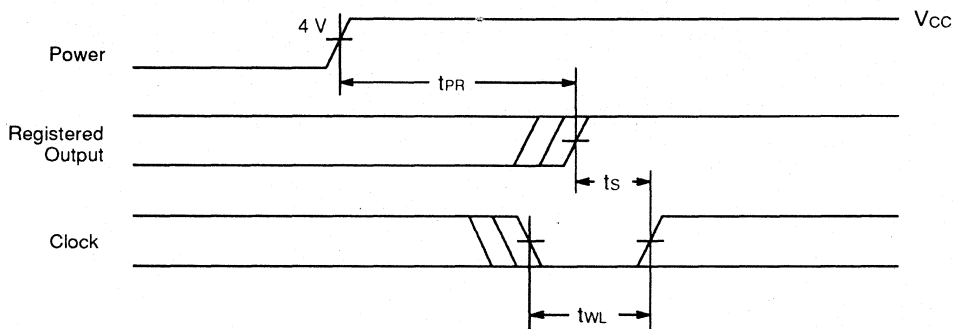 4 V
VCC
Power
tPR
Registered
Output
tS
Clock
tWL